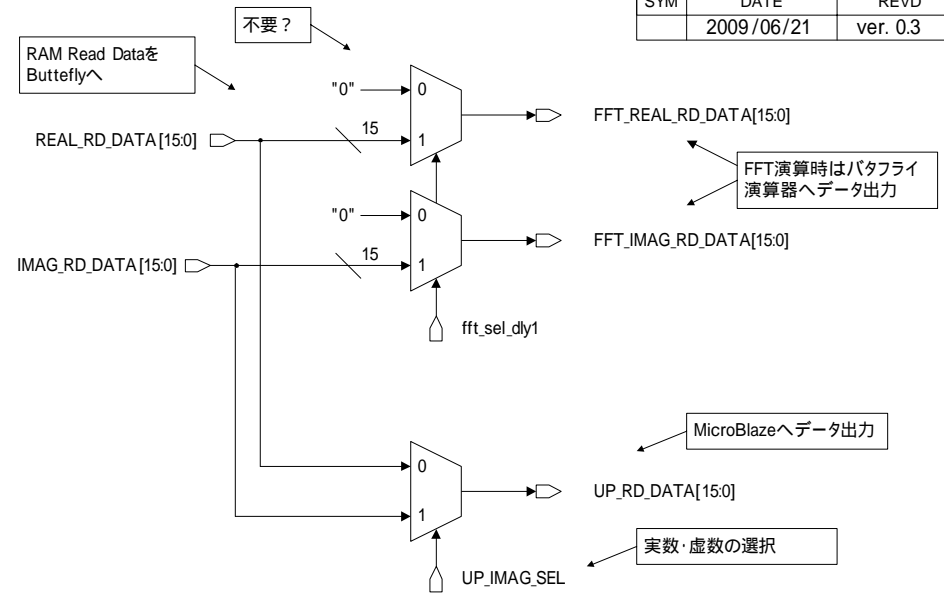 SYM DATE REVD
2009/06/21 ver. 0.3
不要？
RAM Read Dataを
Butteflyへ
"0" 0
REAL_RD_DATA[15:0] 15 1
FFT_REAL_RD_DATA[15:0]
FFT演算時はバタフライ
演算器へデータ出力
"0" 0
IMAG_RD_DATA[15:0] 15 1
FFT_IMAG_RD_DATA[15:0]
fft_sel_dly1
MicroBlazeへデータ出力
0
1
UP_RD_DATA[15:0]
実数・虚数の選択
UP_IMAG_SEL